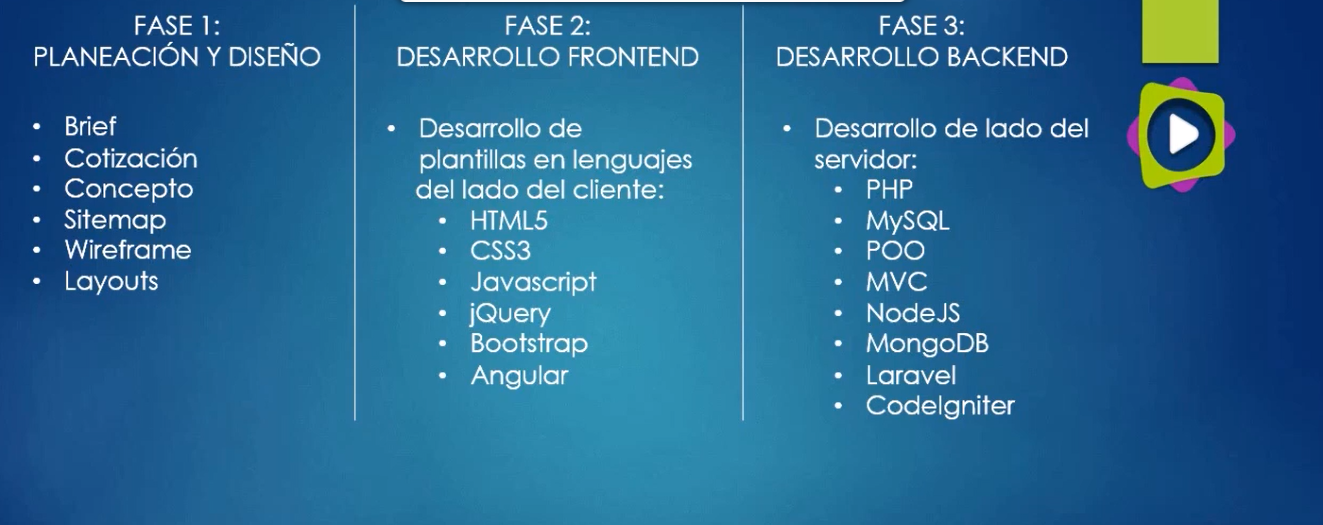 FASE 1:
PLANEACIÓN Y DISEÑO
• Brief
• Cotización
• Concepto
• Sitemap
• Wireframe
• Layouts
FASE 2:
DESARROLLO FRONTEND
• Desarrollo de
plantillas en lenguajes
del lado del cliente:
• HTML5
• CSS3
• Javascript
• jQuery
• Bootstrap
• Angular
FASE 3:
DESARROLLO BACKEND
• Desarrollo de lado del
servidor:
• PHP
• MySQL
• POO
• MVC
• NodeJS
• MongoDB
• Laravel
• CodeIgniter